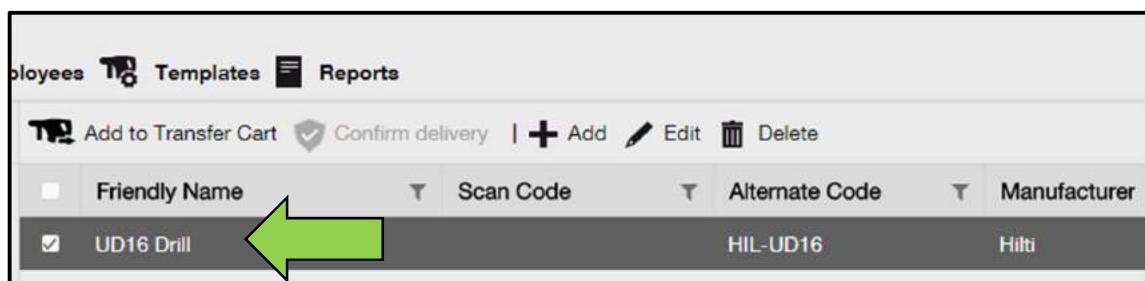 ployees Templates Reports
Add to Transfer Cart Confirm delivery | Add Edit Delete
Friendly Name Scan Code Alternate Code Manufacturer
UD16 Drill HIL-UD16 Hilti